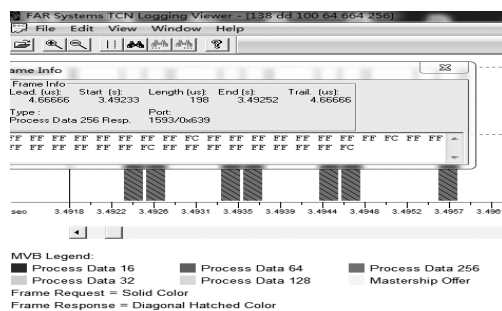 FAR Systems TCN Logging Viewer - [138 dd 100 64 664 256]
File Edit View Window Help
ame Info
Frame Info
Lead. (us): Start (s): Length (us): End (s): Trail. (us):
4.66666 3.49233 198 3.49252 4.66666
Type : Port:
Process Data 256 Resp. 1593/0x639
FF FF FF FF FF FF FF FF FC FF FF FF FF FF FF FF FC FF FF
FF FF FF FF FF FF FF FF FF FF FF FF FC
sec 3.4918 3.4922 3.4926 3.4931 3.4935 3.4939 3.4944 3.4948 3.4952 3.4957 3.496
MVB Legend:
Process Data 16 Process Data 64 Process Data 256
Process Data 32 Process Data 128 Mastership Offer
Frame Request = Solid Color
Frame Response = Diagonal Hatched Color